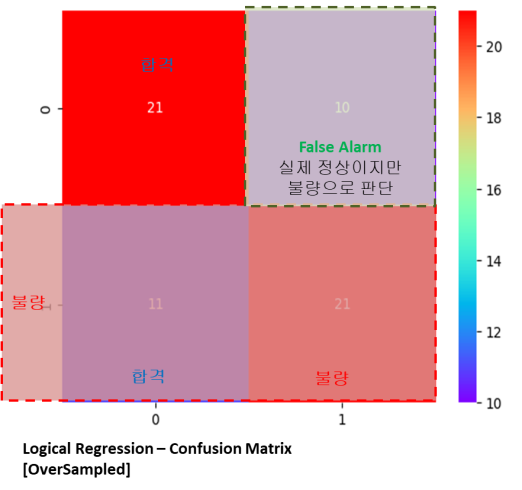 합격
0
21
10
False Alarm
실제 정상이지만
불량으로 판단
불량
1
11
21
합격
불량
0
1
20
18
16
14
12
10
Logical Regression – Confusion Matrix
[OverSampled]